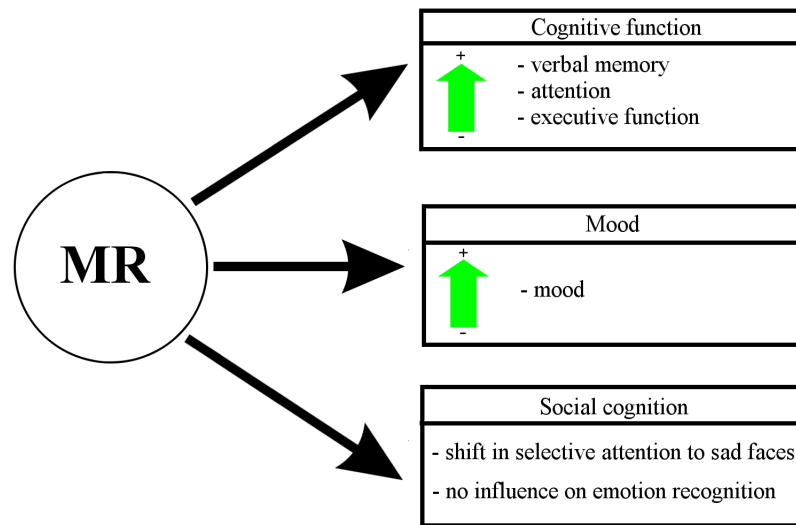 MR
Cognitive function
+
- verbal memory
- attention
- executive function
-
Mood
+
- mood
-
Social cognition
- shift in selective attention to sad faces
- no influence on emotion recognition